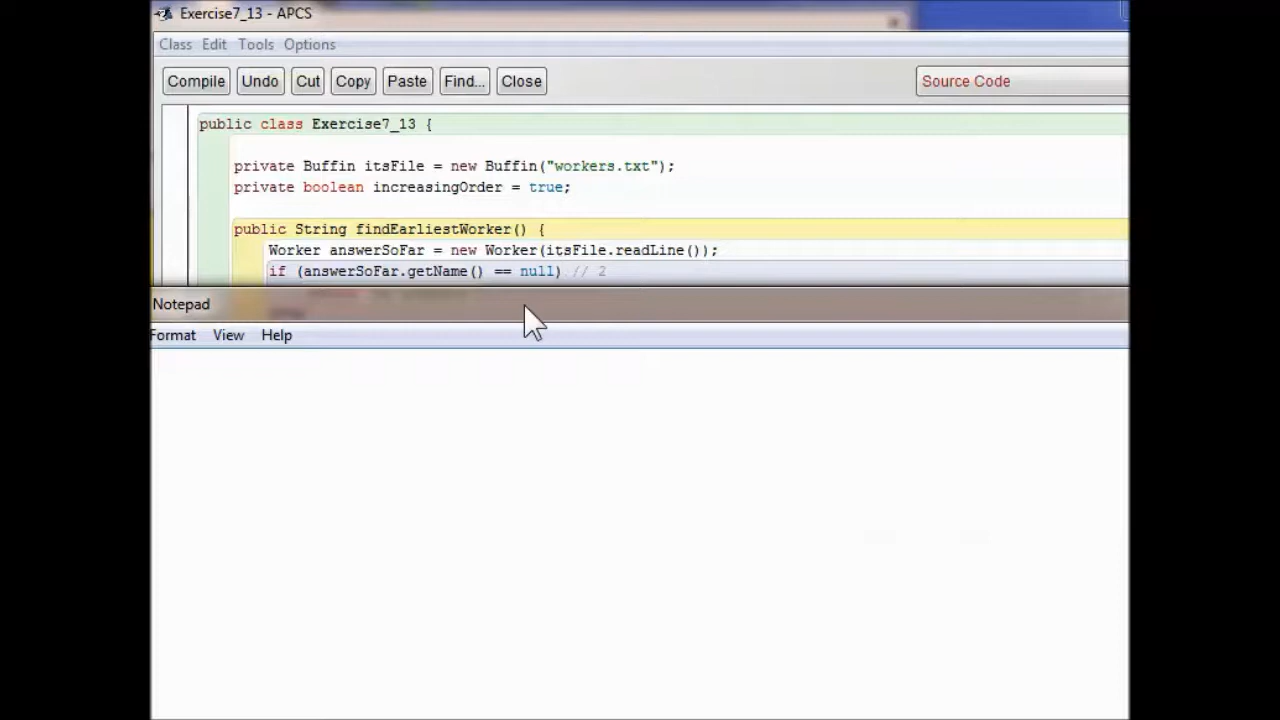 Exercise7_13 - APCS
Class Edit Tools Options
Compile Undo Cut Copy Paste Find... Close Source Code
public class Exercise7_13 {
private Buffin itsFile = new Buffin("workers.txt");
private boolean increasingOrder = true;
public String findEarliestWorker() {
Worker answerSoFar = new Worker(itsFile.readLine());
if (answerSoFar.getName() == null) // 2
Notepad
Format View Help